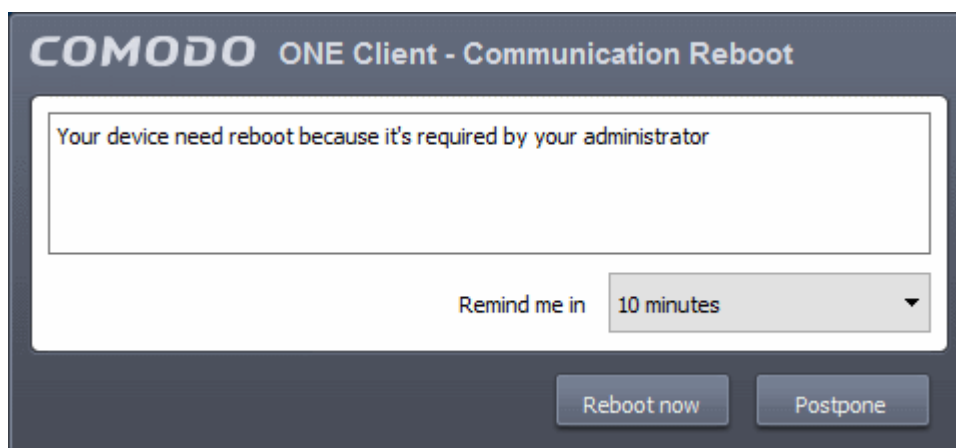 COMODO ONE Client - Communication Reboot
Your device need reboot because it's required by your administrator
Remind me in 10 minutes
Reboot now Postpone